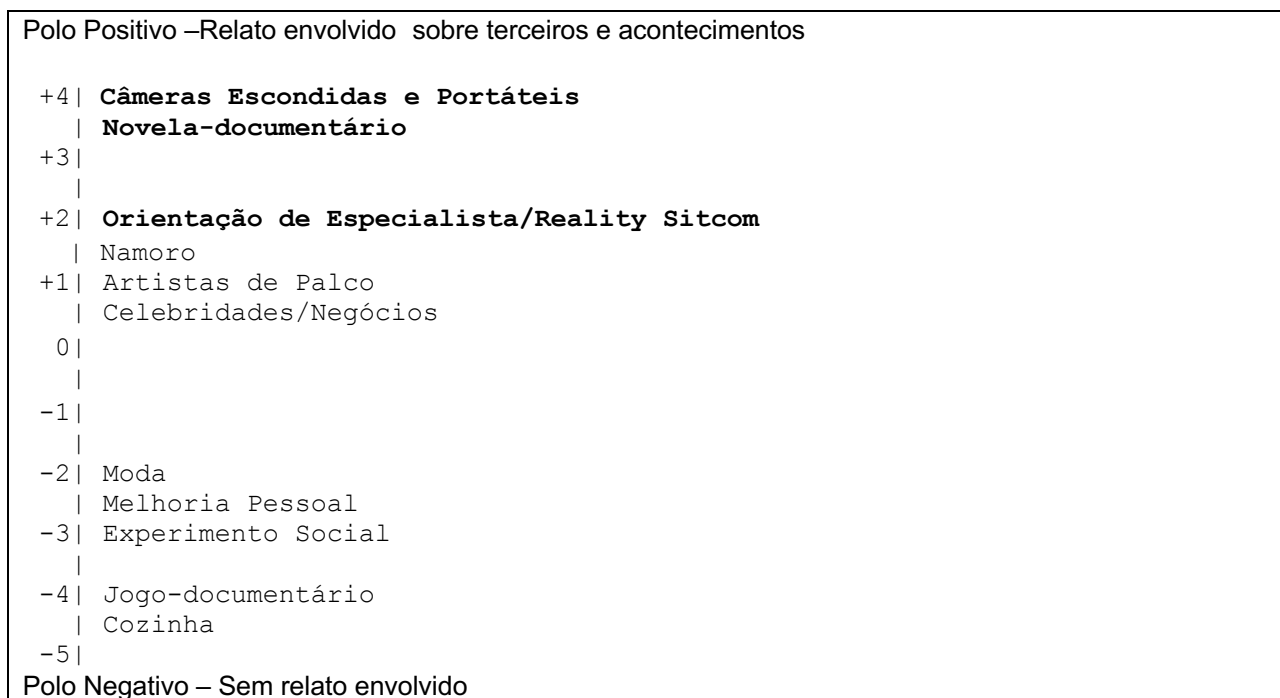 Polo Positivo –Relato envolvido  sobre terceiros e acontecimentos
+4| Câmeras Escondidas e Portáteis
| Novela-documentário
+3|
|
+2| Orientação de Especialista/Reality Sitcom
| Namoro
+1| Artistas de Palco
| Celebridades/Negócios
0|
|
-1|
|
-2| Moda
| Melhoria Pessoal
-3| Experimento Social
|
-4| Jogo-documentário
| Cozinha
-5|
Polo Negativo – Sem relato envolvido